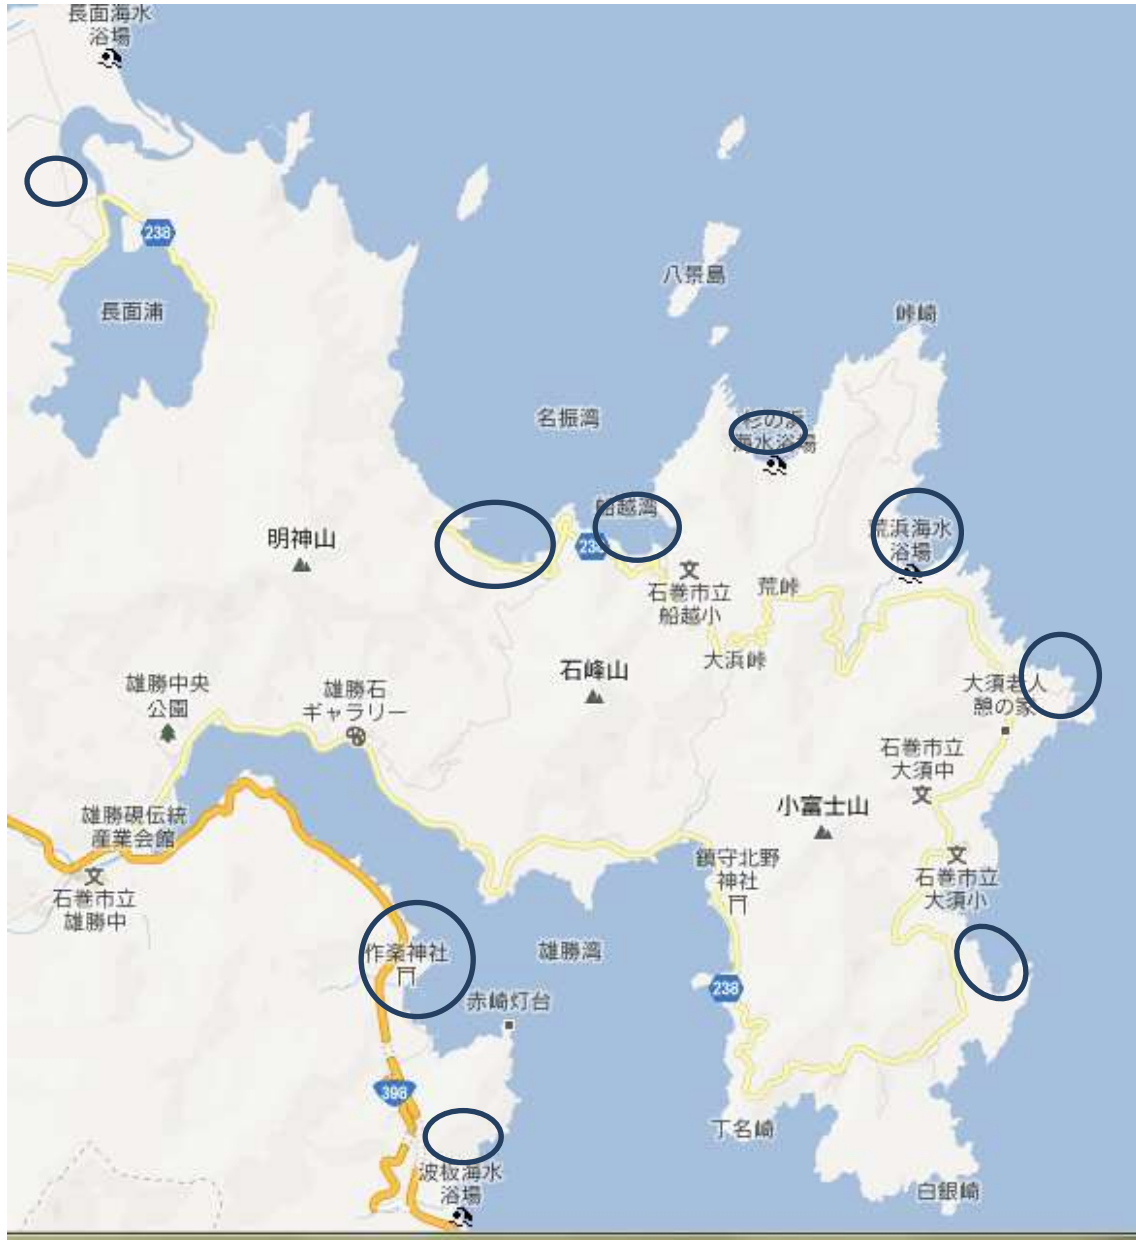 長面海水
浴場
238
長面浦
八景島
峠崎
名振湾
杉の浜
海水浴場
船越湾
238
荒浜海水
浴場
明神山
石巻市立
船越小
荒峠
大浜峠
石峰山
雄勝中央
公園
雄勝石
ギャラリー
大須老人
憩の家
石巻市立
大須中
小富士山
雄勝硯伝統
産業会館
文
石巻市立
雄勝中
文
文
文
鎮守北野
神社
石巻市立
大須小
作楽神社
雄勝湾
238
赤崎灯台
398
丁名崎
波板海水
浴場
白銀崎